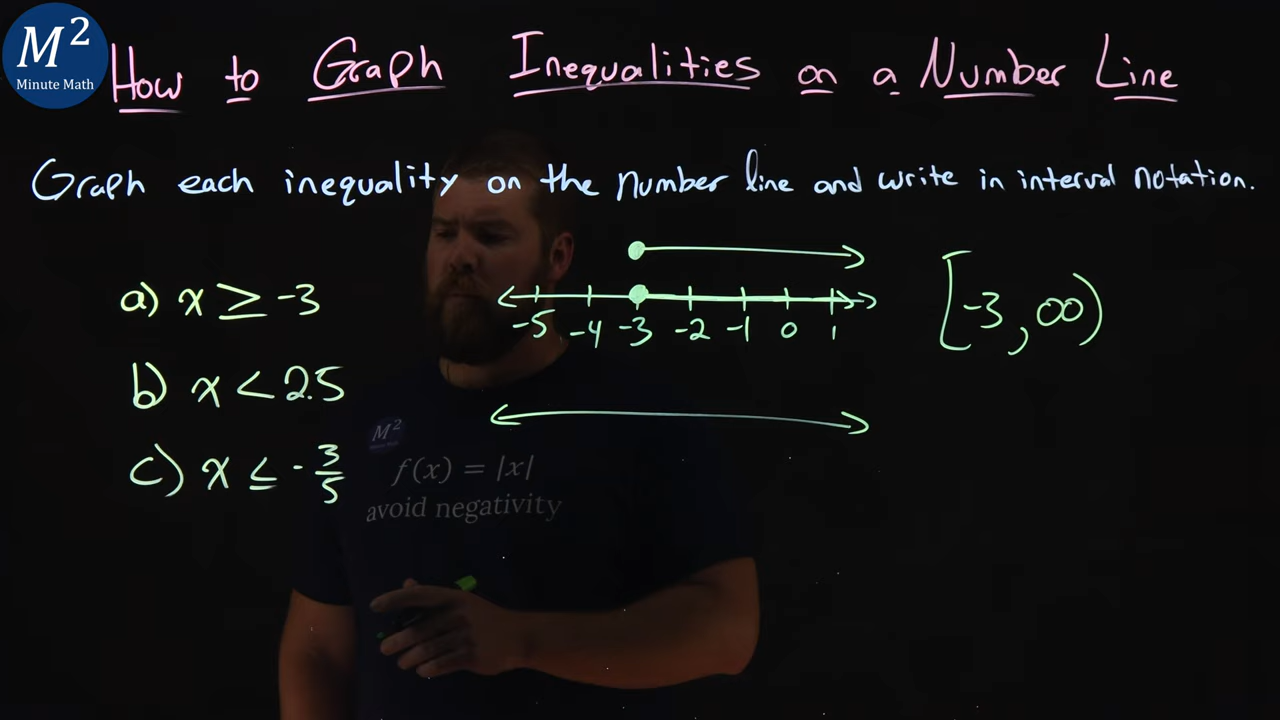 M²
Minute Math
How to Graph Inequalities on a Number Line
Graph each inequality on the number line and write in interval notation.
a) x ≥ -3
-5 -4 -3 -2 -1 0 1
[-3, ∞)
b) x < 2.5
c) x ≤ -3/5
M²
Minute Math
f(x) = |x|
avoid negativity